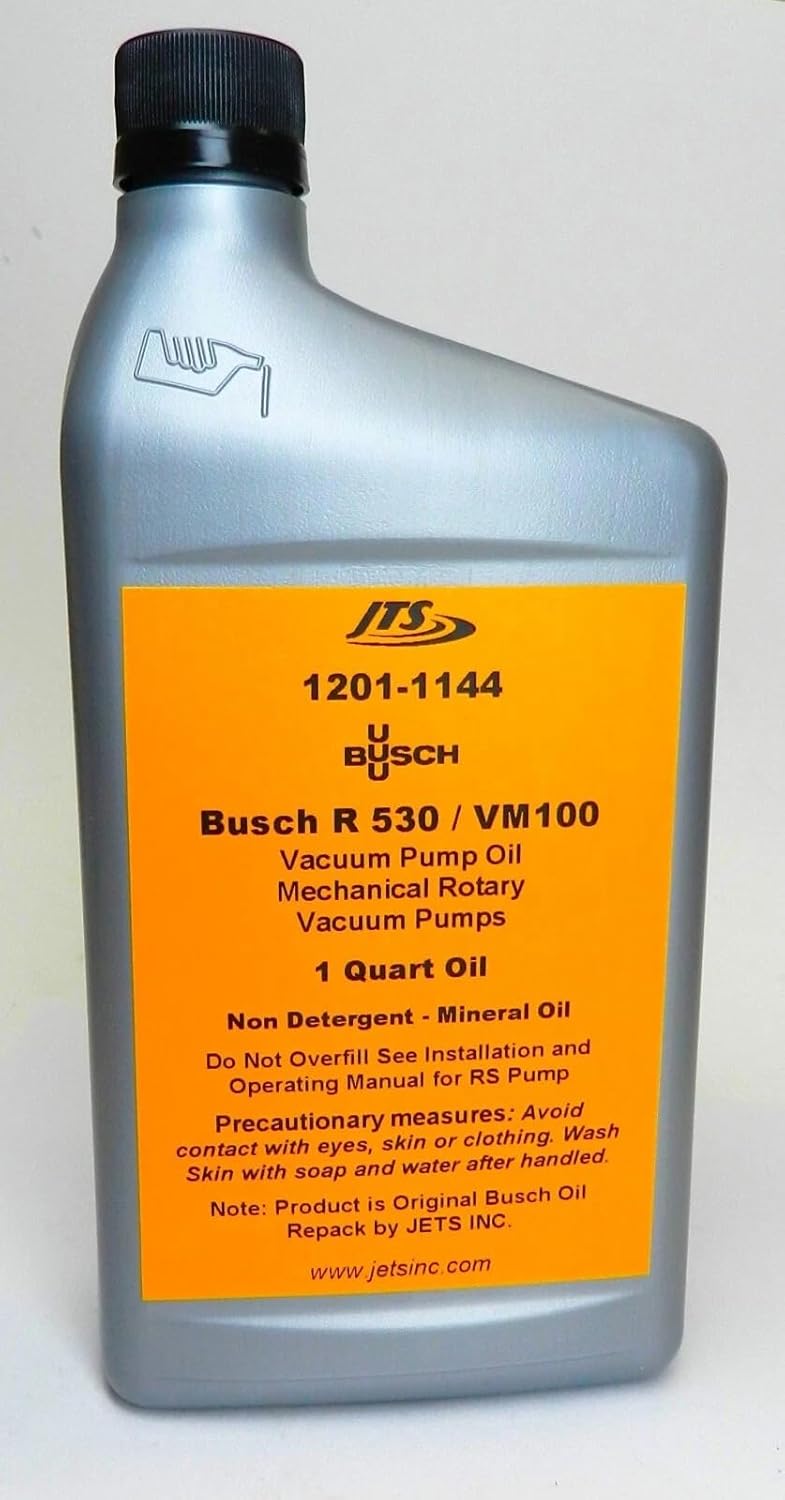 JTS
1201-1144
U
BUSCH
U
Busch R 530 / VM100
Vacuum Pump Oil
Mechanical Rotary
Vacuum Pumps
1 Quart Oil
Non Detergent - Mineral Oil
Do Not Overfill See Installation and
Operating Manual for RS Pump
Precautionary measures: Avoid
contact with eyes, skin or clothing. Wash
Skin with soap and water after handled.
Note: Product is Original Busch Oil
Repack by JETS INC.
www.jetsinc.com